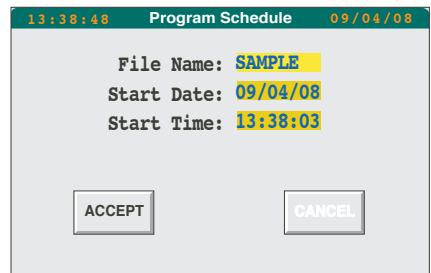 13:38:48 Program Schedule 09/04/08
File Name: SAMPLE
Start Date: 09/04/08
Start Time: 13:38:03
ACCEPT CANCEL